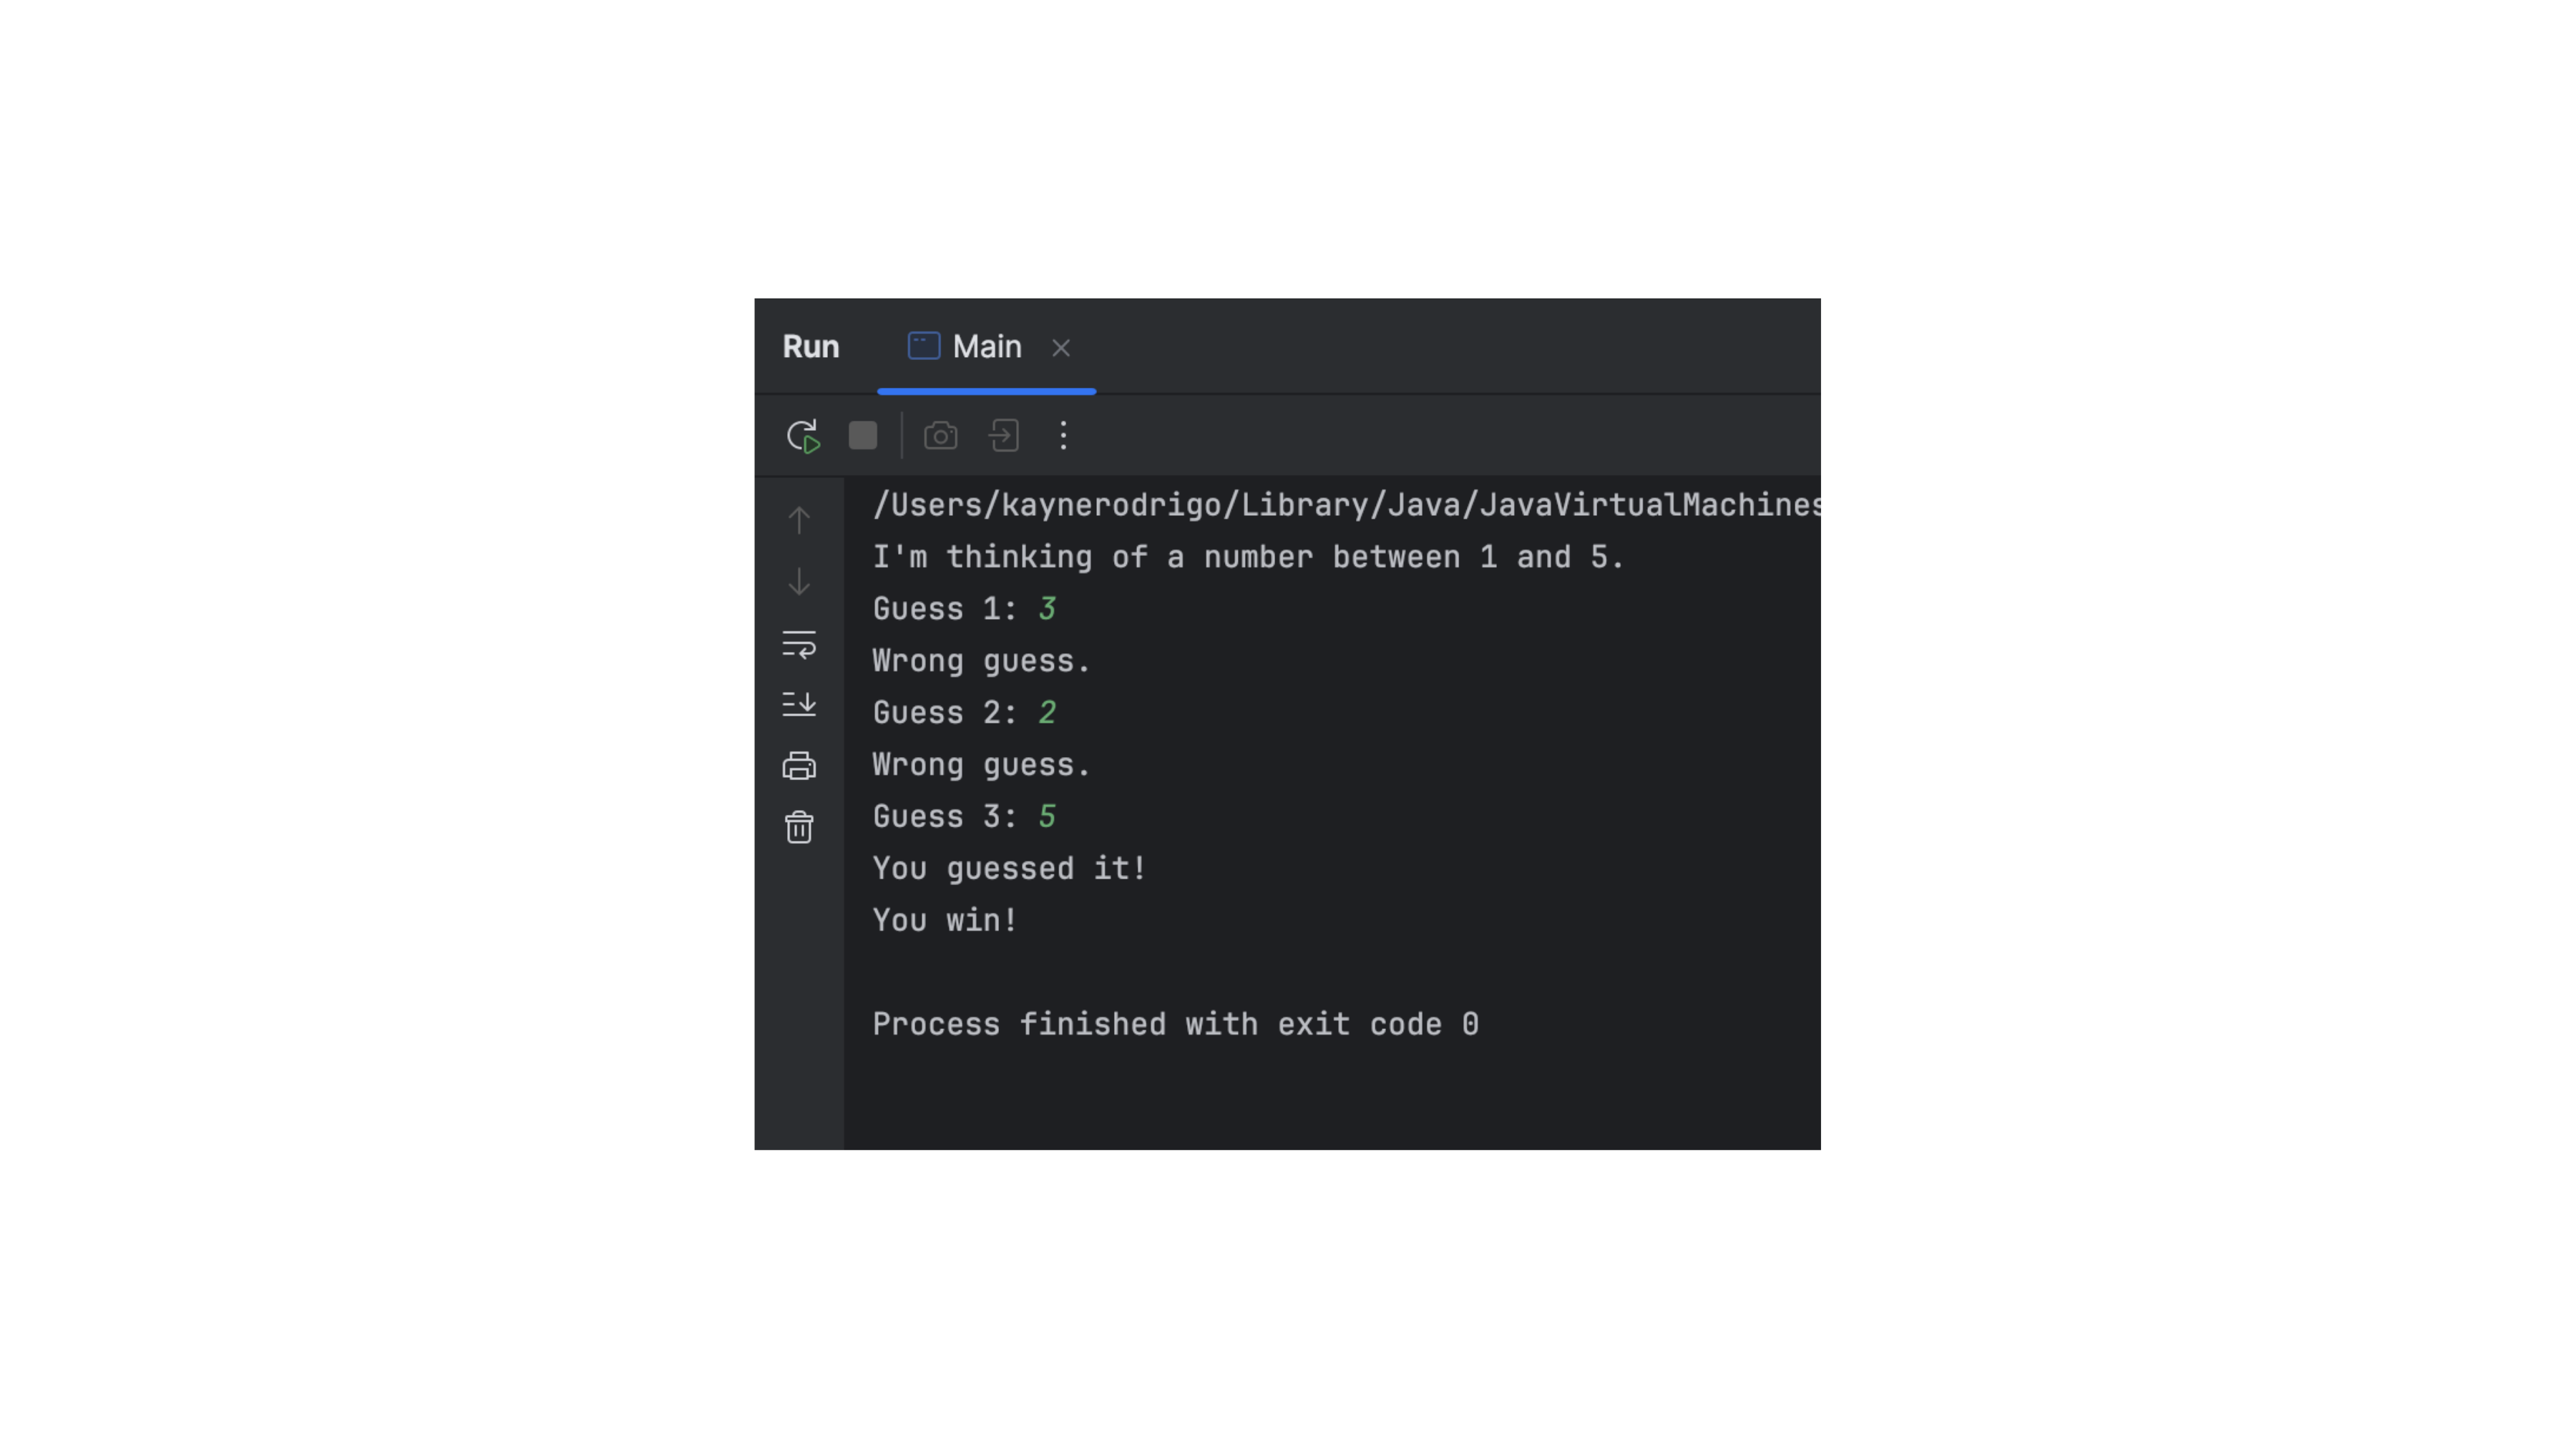 Run Main
/Users/kaynerodrigo/Library/Java/JavaVirtualMachines
I'm thinking of a number between 1 and 5.
Guess 1: 3
Wrong guess.
Guess 2: 2
Wrong guess.
Guess 3: 5
You guessed it!
You win!
Process finished with exit code 0